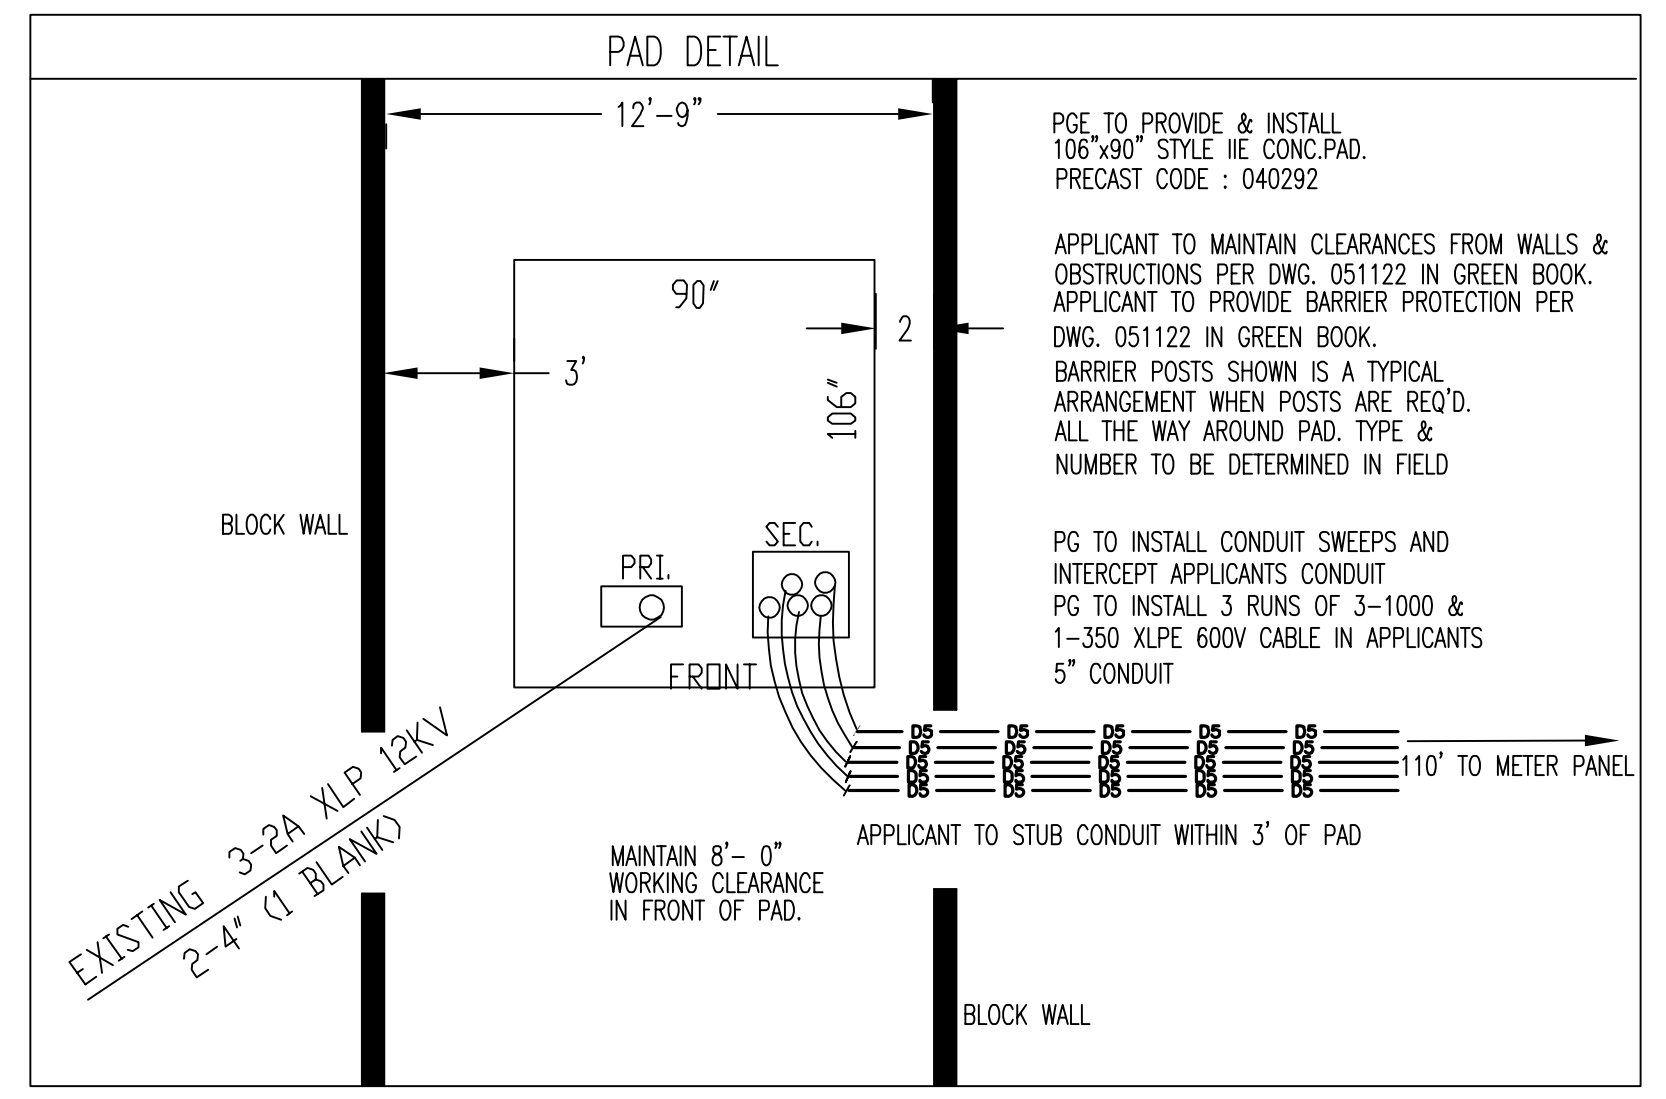 PAD DETAIL
12'-9"
PGE TO PROVIDE & INSTALL
106"x90" STYLE IIE CONC.PAD.
PRECAST CODE : 040292
APPLICANT TO MAINTAIN CLEARANCES FROM WALLS &
OBSTRUCTIONS PER DWG. 051122 IN GREEN BOOK.
APPLICANT TO PROVIDE BARRIER PROTECTION PER
DWG. 051122 IN GREEN BOOK.
BARRIER POSTS SHOWN IS A TYPICAL
ARRANGEMENT WHEN POSTS ARE REQ'D.
ALL THE WAY AROUND PAD. TYPE &
NUMBER TO BE DETERMINED IN FIELD
PG TO INSTALL CONDUIT SWEEPS AND
INTERCEPT APPLICANTS CONDUIT
PG TO INSTALL 3 RUNS OF 3-1000 &
1-350 XLPE 600V CABLE IN APPLICANTS
5" CONDUIT
90"
2
3'
106"
BLOCK WALL
SEC.
PRI.
FRONT
D5 D5 D5 D5 D5
D5 D5 D5 D5 D5
D5 D5 D5 D5 D5
D5 D5 D5 D5 D5
D5 D5 D5 D5 D5
110' TO METER PANEL
EXISTING 3-2A XLP 12KV
2-4" (1 BLANK)
APPLICANT TO STUB CONDUIT WITHIN 3' OF PAD
MAINTAIN 8'- 0"
WORKING CLEARANCE
IN FRONT OF PAD.
BLOCK WALL